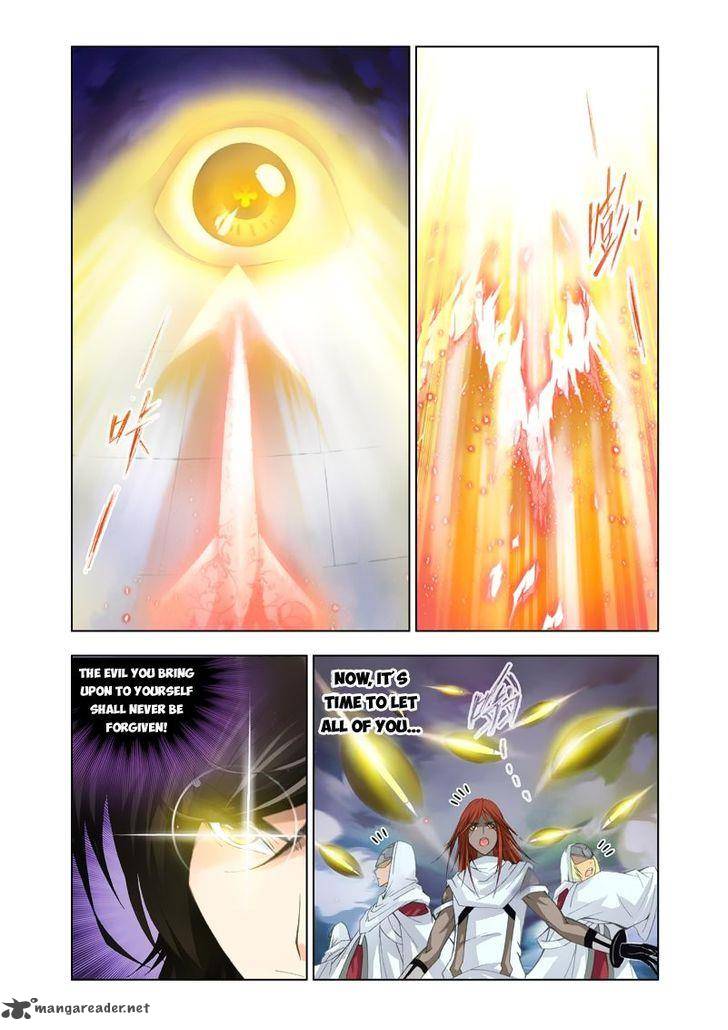 嘭!
咔
THE EVIL YOU BRING
UPON TO YOURSELF
SHALL NEVER BE
FORGIVEN!
NOW, IT'S
TIME TO LET
ALL OF YOU...
嗡
mangareader.net